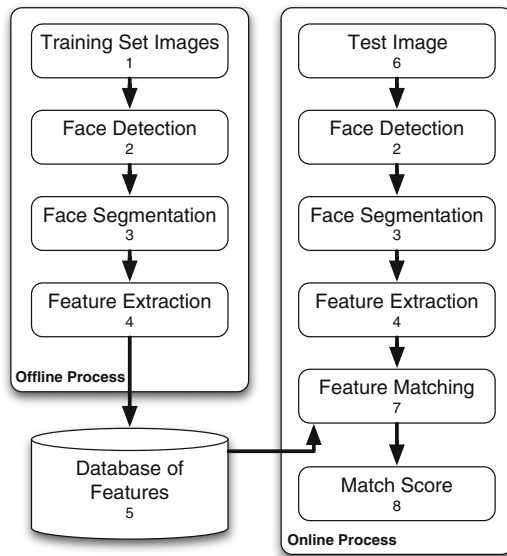 Training Set Images
1
Face Detection
2
Face Segmentation
3
Feature Extraction
4
Offline Process
Database of
Features
5
Test Image
6
Face Detection
2
Face Segmentation
3
Feature Extraction
4
Feature Matching
7
Match Score
8
Online Process